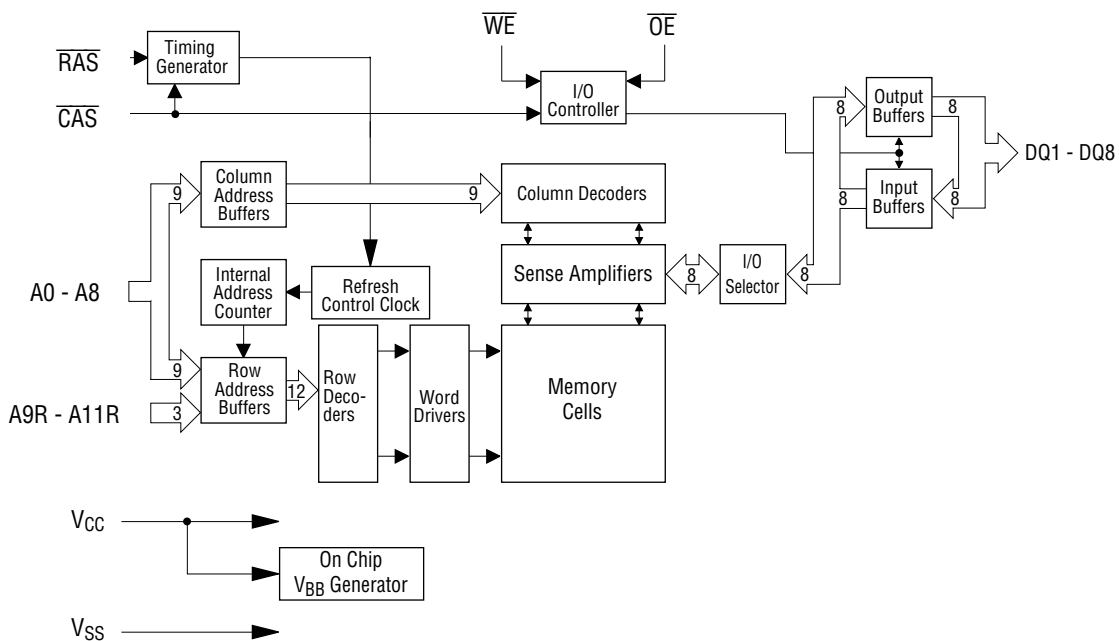 WE
OE
RAS
Timing
Generator
CAS
I/O
Controller
8
Output
Buffers
8
DQ1 - DQ8
Input
Buffers
8
8
9
Column
Address
Buffers
9
Column Decoders
A0 - A8
Internal
Address
Counter
Refresh
Control Clock
Sense Amplifiers
8
I/O
Selector
8
9
Row
Address
Buffers
12
Row
Deco-
ders
Word
Drivers
Memory
Cells
A9R - A11R
3
VCC
On Chip
VBB Generator
VSS